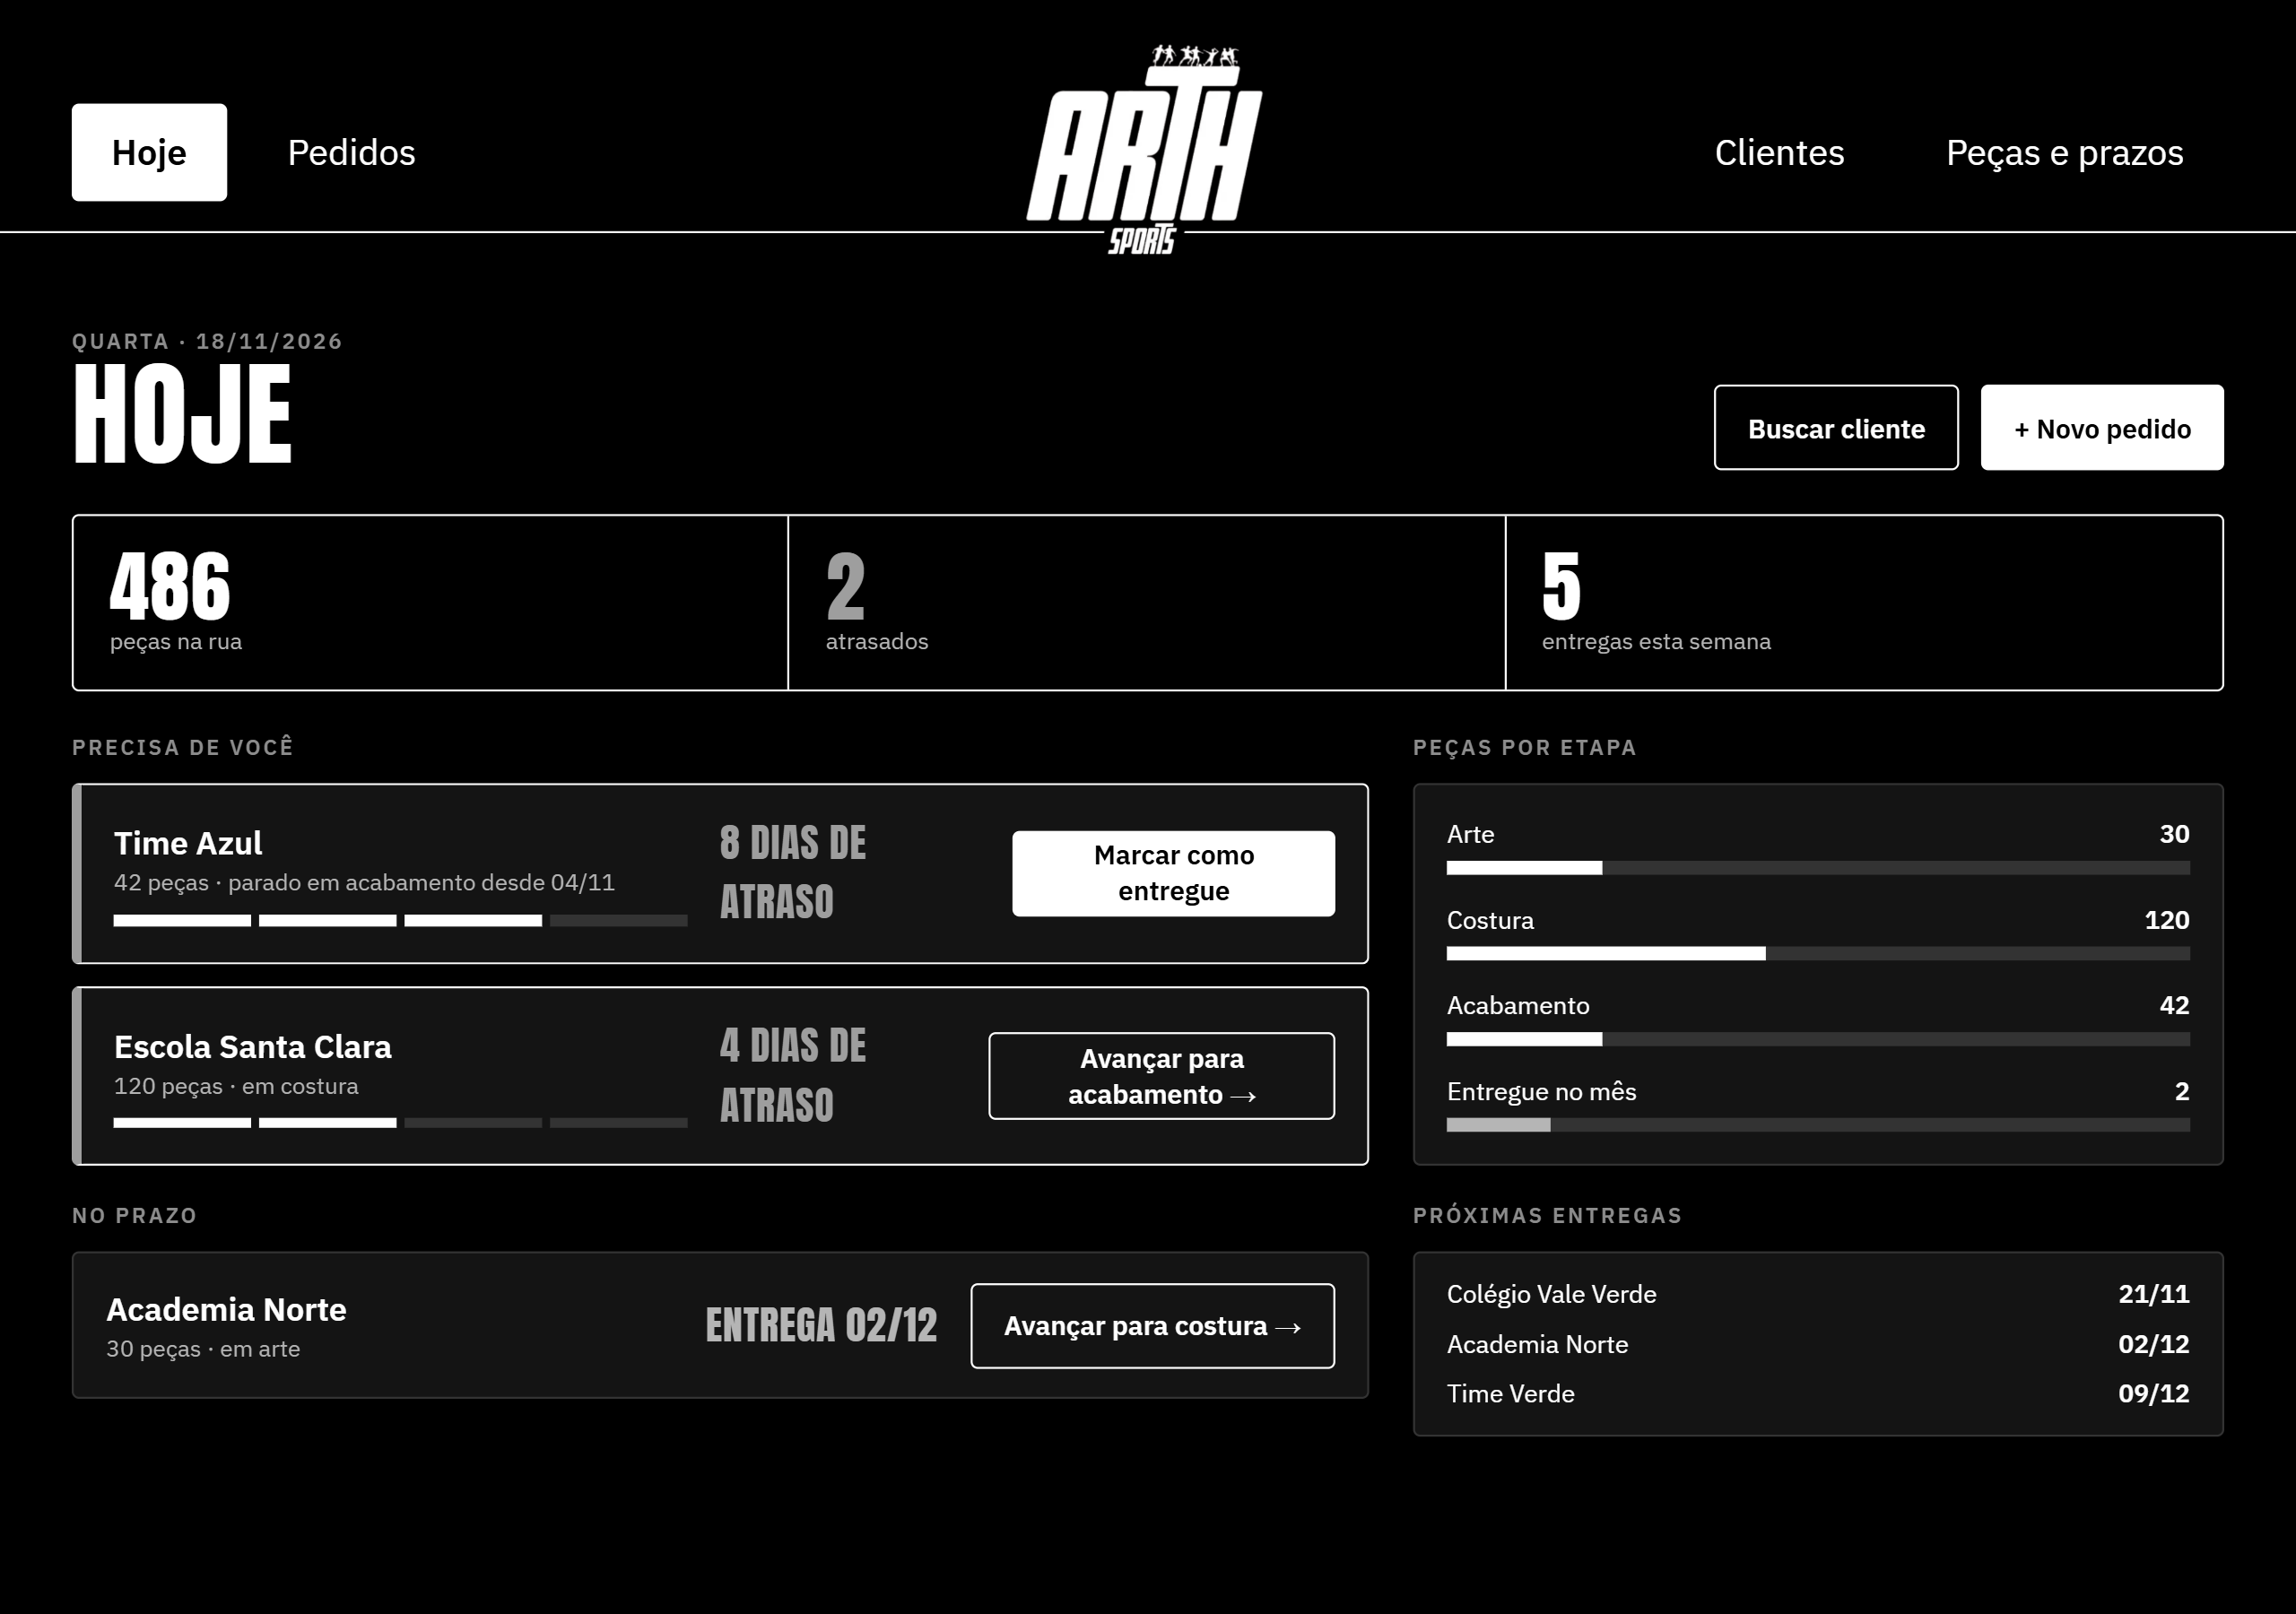 Hoje
Pedidos
ARTH
SPORTS
Clientes
Peças e prazos
QUARTA · 18/11/2026
HOJE
Buscar cliente
+ Novo pedido
486
peças na rua
2
atrasados
5
entregas esta semana
PRECISA DE VOCÊ
Time Azul
42 peças · parado em acabamento desde 04/11
8 DIAS DE
ATRASO
Marcar como
entregue
Escola Santa Clara
120 peças · em costura
4 DIAS DE
ATRASO
Avançar para
acabamento →
NO PRAZO
Academia Norte
30 peças · em arte
ENTREGA 02/12
Avançar para costura →
PEÇAS POR ETAPA
Arte 30
Costura 120
Acabamento 42
Entregue no mês 2
PRÓXIMAS ENTREGAS
Colégio Vale Verde 21/11
Academia Norte 02/12
Time Verde 09/12